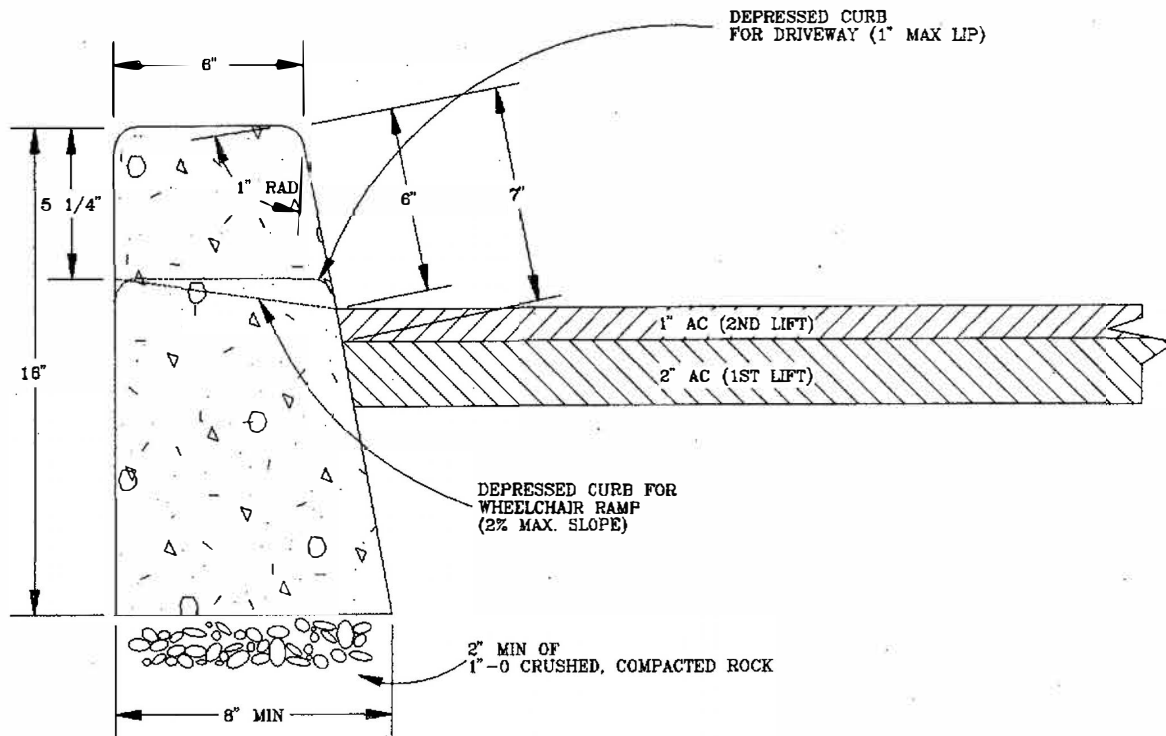 DEPRESSED CURB
FOR DRIVEWAY (1" MAX LIP)
6"
5 1/4"
1" RAD
6"
7"
16"
1" AC (2ND LIFT)
2" AC (1ST LIFT)
DEPRESSED CURB FOR
WHEELCHAIR RAMP
(2% MAX. SLOPE)
2" MIN OF
1"-0 CRUSHED, COMPACTED ROCK
8" MIN